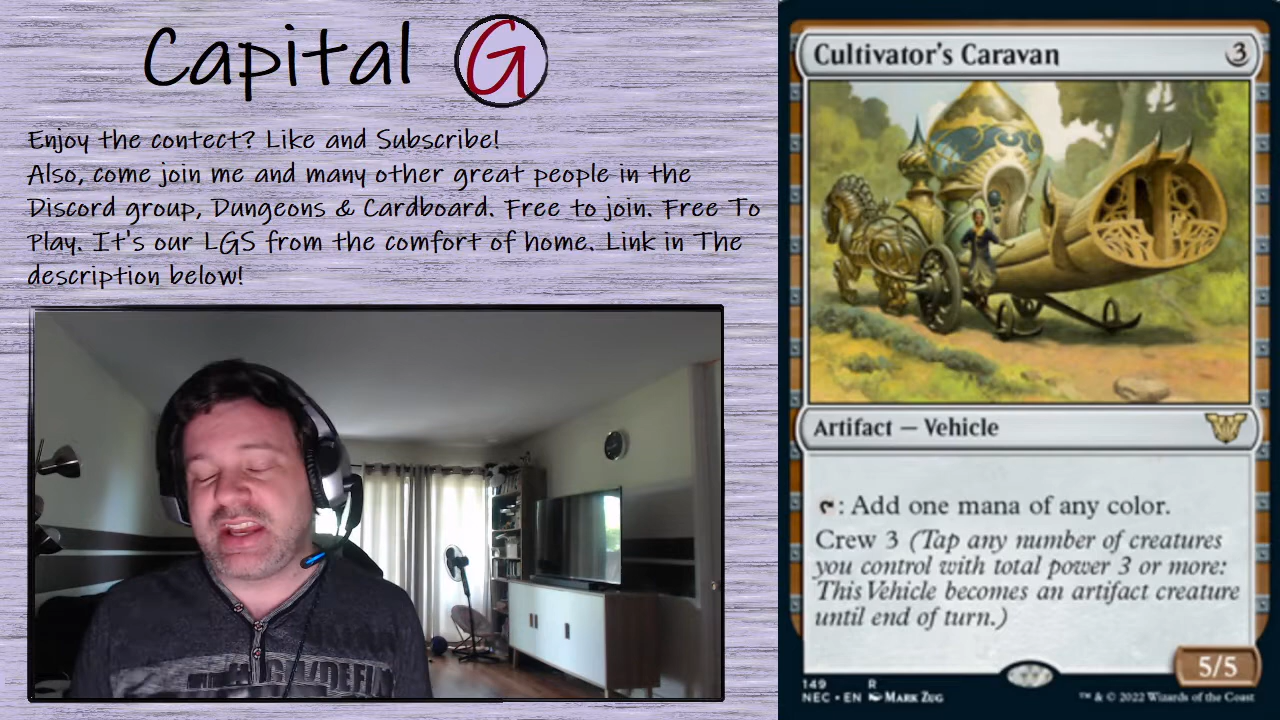 Capital G
Enjoy the contect? Like and Subscribe!
Also, come join me and many other great people in the
Discord group, Dungeons & Cardboard. Free to join. Free To
Play. It's our LGS from the comfort of home. Link in The
description below!
Cultivator's Caravan 3
Artifact — Vehicle
: Add one mana of any color.
Crew 3 (Tap any number of creatures
you control with total power 3 or more:
This Vehicle becomes an artifact creature
until end of turn.)
5/5
149 R
NEC • EN MARK ZUG
™ & © 2022 Wizards of the Coast